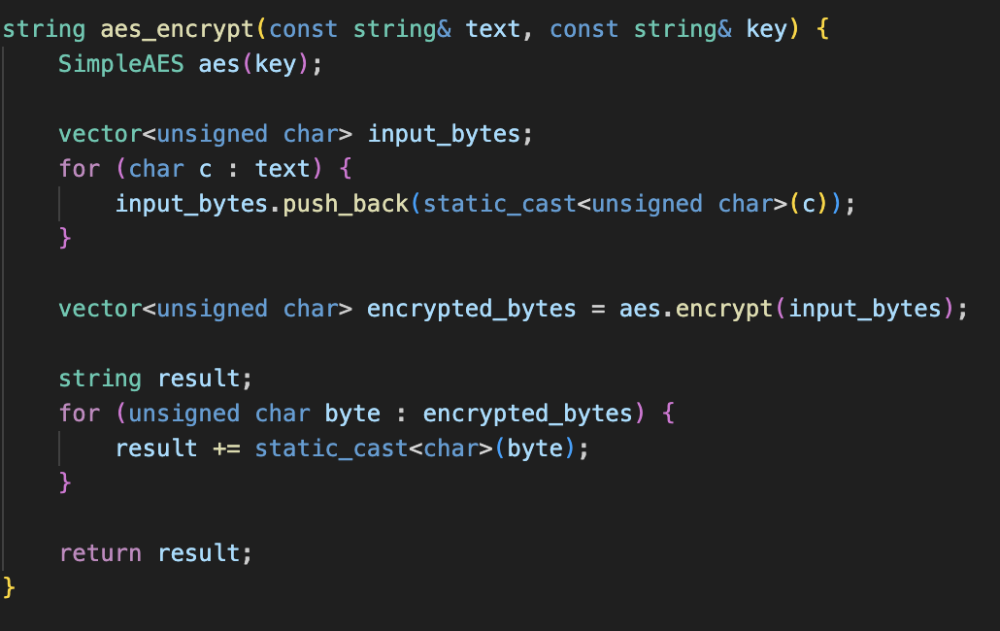 string aes_encrypt(const string& text, const string& key) {
    SimpleAES aes(key);

    vector<unsigned char> input_bytes;
    for (char c : text) {
        input_bytes.push_back(static_cast<unsigned char>(c));
    }

    vector<unsigned char> encrypted_bytes = aes.encrypt(input_bytes);

    string result;
    for (unsigned char byte : encrypted_bytes) {
        result += static_cast<char>(byte);
    }

    return result;
}